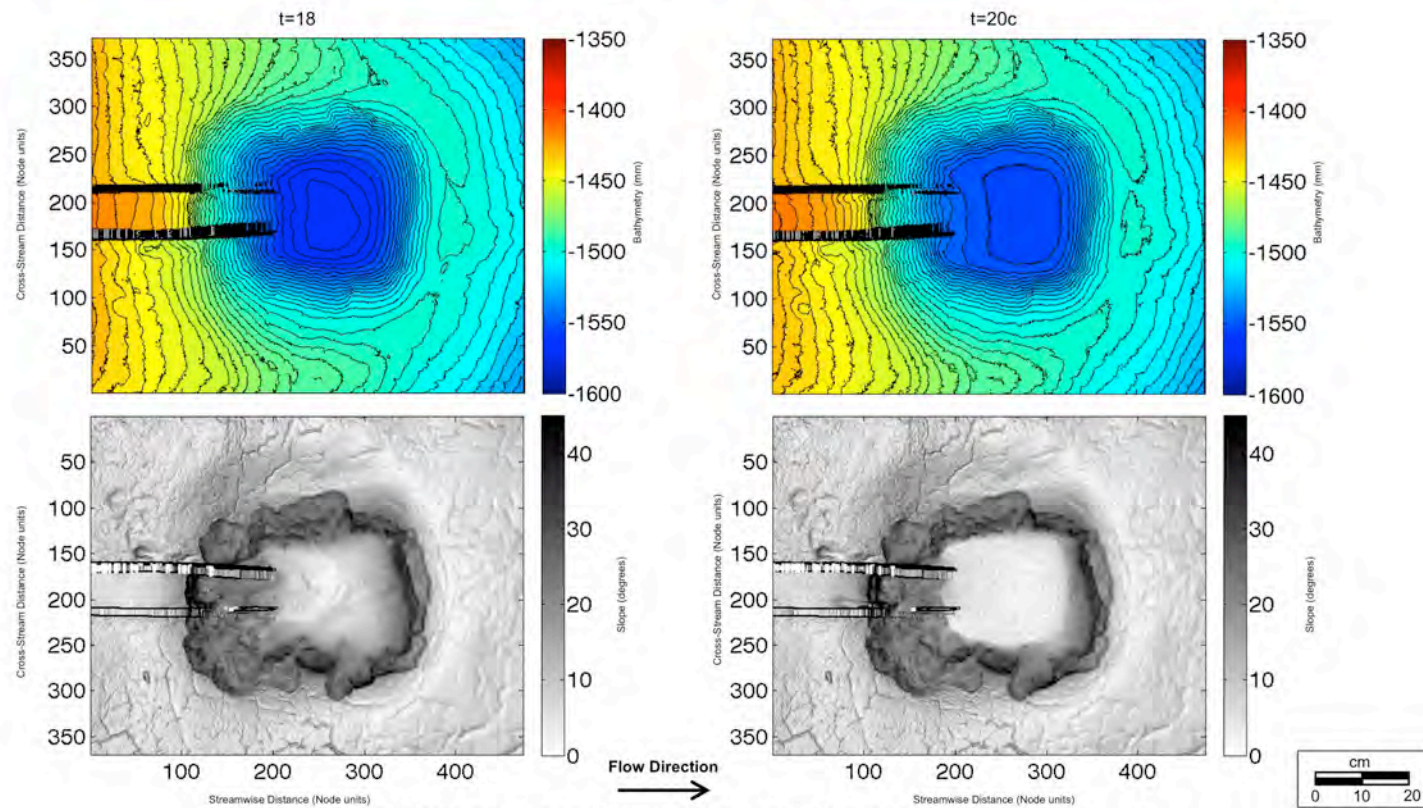 t=18
t=20c
350
300
250
200
150
100
50
Cross-Stream Distance (Node units)
-1350
-1400
-1450
-1500
-1550
-1600
Bathymetry (mm)
350
300
250
200
150
100
50
Cross-Stream Distance (Node units)
-1350
-1400
-1450
-1500
-1550
-1600
Bathymetry (mm)
50
100
150
200
250
300
350
Cross-Stream Distance (Node units)
100 200 300 400
Streamwise Distance (Node units)
40
30
20
10
0
Slope (degrees)
Flow Direction
50
100
150
200
250
300
350
Cross-Stream Distance (Node units)
100 200 300 400
Streamwise Distance (Node units)
40
30
20
10
0
Slope (degrees)
cm
0 10 20